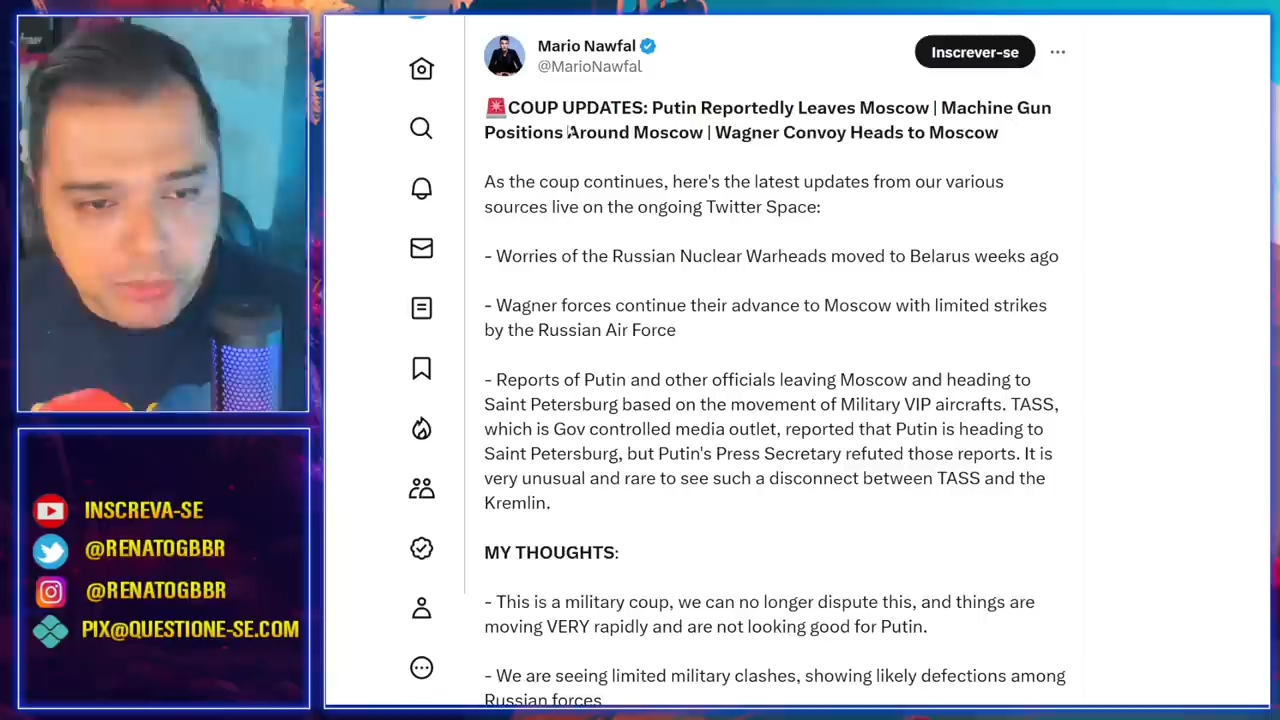 Mario Nawfal
@MarioNawfal
Inscrever-se
🚨COUP UPDATES: Putin Reportedly Leaves Moscow | Machine Gun
Positions Around Moscow | Wagner Convoy Heads to Moscow
As the coup continues, here's the latest updates from our various
sources live on the ongoing Twitter Space:
- Worries of the Russian Nuclear Warheads moved to Belarus weeks ago
- Wagner forces continue their advance to Moscow with limited strikes
by the Russian Air Force
- Reports of Putin and other officials leaving Moscow and heading to
Saint Petersburg based on the movement of Military VIP aircrafts. TASS,
which is Gov controlled media outlet, reported that Putin is heading to
Saint Petersburg, but Putin's Press Secretary refuted those reports. It is
very unusual and rare to see such a disconnect between TASS and the
Kremlin.
MY THOUGHTS:
- This is a military coup, we can no longer dispute this, and things are
moving VERY rapidly and are not looking good for Putin.
- We are seeing limited military clashes, showing likely defections among
Russian forces
INSCREVA-SE
@RENATOGBBR
@RENATOGBBR
PIX@QUESTIONE-SE.COM